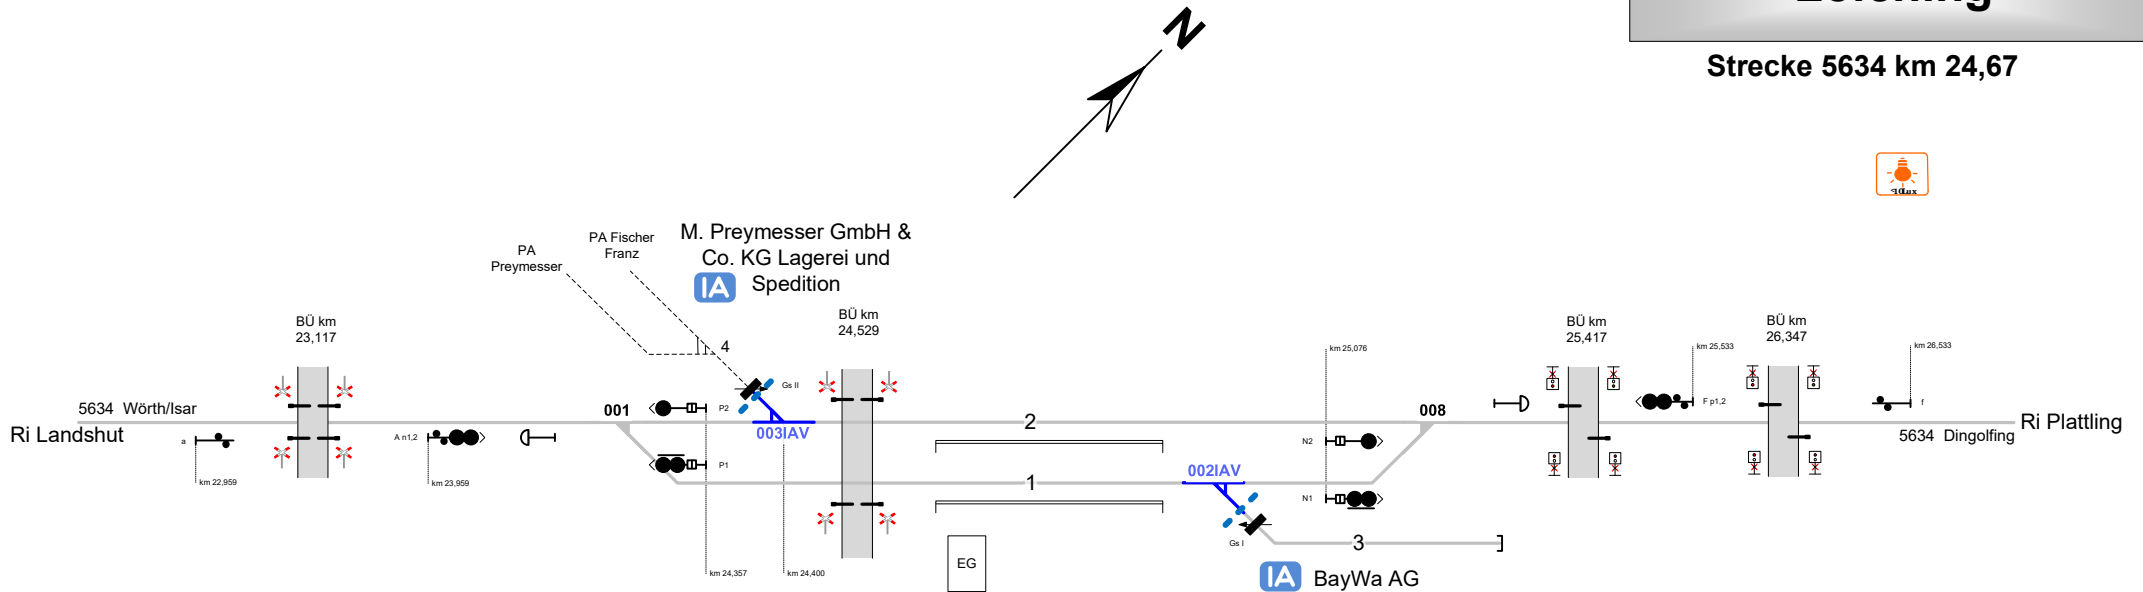 Strecke 5634 km 24,67
N
M. Preymesser GmbH &
Co. KG Lagerei und
Spedition
IA
PA
Preymesser
PA Fischer
Franz
4
BÜ km
23,117
BÜ km
24,529
BÜ km
25,417
BÜ km
26,347
km 25,076
km 25,533
km 26,533
Gs II
5634 Wörth/Isar
Ri Landshut
a
A n1,2
001
P2
003IAV
2
008
N2
F p1,2
f
5634 Dingolfing
Ri Plattling
P1
002IAV
1
N1
km 22,959
km 23,959
km 24,357
km 24,400
Gs I
3
EG
IA
BayWa AG